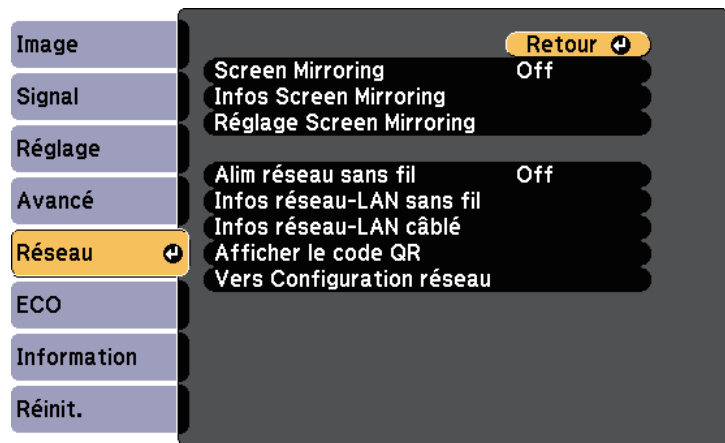 Image
Signal
Réglage
Avancé
Réseau
ECO
Information
Réinit.
Retour
Screen Mirroring Off
Infos Screen Mirroring
Réglage Screen Mirroring
Alim réseau sans fil Off
Infos réseau-LAN sans fil
Infos réseau-LAN câblé
Afficher le code QR
Vers Configuration réseau